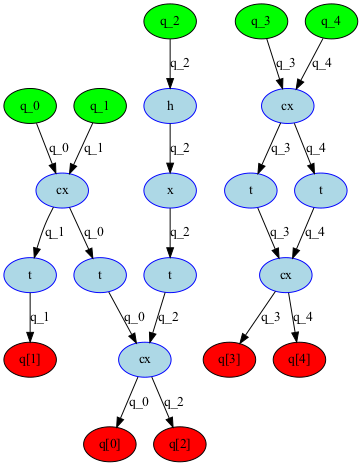 q_2
q_3 q_4
q_2 q_3 q_4
q_0 q_1 h cx
q_0 q_1 q_2 q_3 q_4
cx x t t
q_1 q_0 q_2 q_3 q_4
t t t cx
q_1 q_0 q_2 q_3 q_4
q[1] cx q[3] q[4]
q_0 q_2
q[0] q[2]